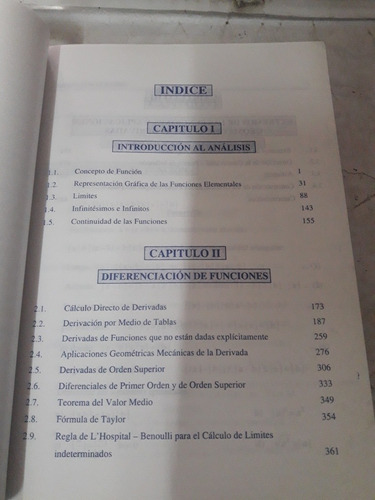 INDICE
CAPITULO I
INTRODUCCIÓN AL ANÁLISIS
1.1. Concepto de Función 1
1.2. Representación Gráfica de las Funciones Elementales 31
1.3. Limites 88
1.4. Infinitésimos e Infinitos 143
1.5. Continuidad de las Funciones 155
CAPITULO II
DIFERENCIACIÓN DE FUNCIONES
2.1. Cálculo Directo de Derivadas 173
2.2. Derivación por Medio de Tablas 187
2.3. Derivadas de Funciones que no están dadas explícitamente 259
2.4. Aplicaciones Geométricas Mecánicas de la Derivada 276
2.5. Derivadas de Orden Superior 306
2.6. Diferenciales de Primer Orden y de Orden Superior 333
2.7. Teorema del Valor Medio 349
2.8. Fórmula de Taylor 354
2.9. Regla de L'Hospital – Benoulli para el Cálculo de Limites
indeterminados 361